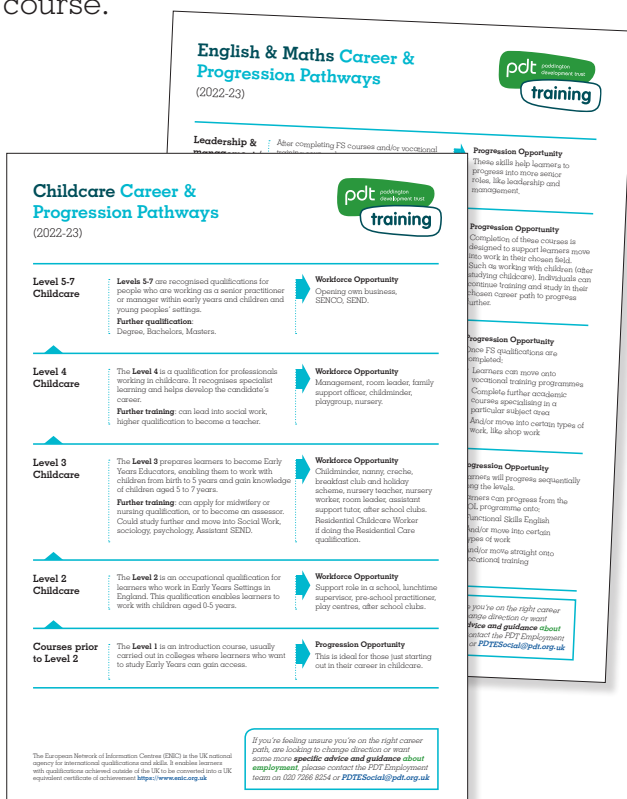 course.
English & Maths Career &
Progression Pathways
(2022-23)
pdt paddington
development trust
training
Leadership &
After completing FS courses and/or vocational
Progression Opportunity
These skills help learners to
progress into more senior
roles, like leadership and
management.
Progression Opportunity
Completion of these courses is
designed to support learners move
into work in their chosen field.
Such as working with children (after
studying childcare). Individuals can
continue training and study in their
chosen career path to progress
further.
Progression Opportunity
Once FS qualifications are
completed:
Learners can move onto
vocational training programmes
Complete further academic
courses specialising in a
particular subject area
And/or move into certain types of
work, like shop work
Opportunity
will progress sequentially
the levels.
can progress from the
programme onto:
Functional Skills English
And/or move into certain
types of work
And/or move straight onto
vocational training
you're on the right career
change direction or want
advice and guidance about
contact the PDT Employment
or PDTESocial@pdt.org.uk
Childcare Career &
Progression Pathways
(2022-23)
pdt paddington
development trust
training
Level 5-7
Childcare
Levels 5-7 are recognised qualifications for
people who are working as a senior practitioner
or manager within early years and children and
young peoples' settings.
Further qualification:
Degree, Bachelors, Masters.
Workforce Opportunity
Opening own business,
SENCO, SEND.
Level 4
Childcare
The Level 4 is a qualification for professionals
working in childcare. It recognises specialist
learning and helps develop the candidate's
career.
Further training: can lead into social work,
higher qualification to become a teacher.
Workforce Opportunity
Management, room leader, family
support officer, childminder,
playgroup, nursery.
Level 3
Childcare
The Level 3 prepares learners to become Early
Years Educators, enabling them to work with
children from birth to 5 years and gain knowledge
of children aged 5 to 7 years.
Further training: can apply for midwifery or
nursing qualification, or to become an assessor.
Could study further and move into Social Work,
sociology, psychology, Assistant SEND.
Workforce Opportunity
Childminder, nanny, creche,
breakfast club and holiday
scheme, nursery teacher, nursery
worker, room leader, assistant
support tutor, after school clubs.
Residential Childcare Worker
if doing the Residential Care
qualification.
Level 2
Childcare
The Level 2 is an occupational qualification for
learners who work in Early Years Settings in
England. This qualification enables learners to
work with children aged 0-5 years.
Workforce Opportunity
Support role in a school, lunchtime
supervisor, pre-school practitioner,
play centres, after school clubs.
Courses prior
to Level 2
The Level 1 is an introduction course, usually
carried out in colleges where learners who want
to study Early Years can gain access.
Progression Opportunity
This is ideal for those just starting
out in their career in childcare.
The European Network of Information Centres (ENIC) is the UK national
agency for international qualifications and skills. It enables learners
with qualifications achieved outside of the UK to be converted into a UK
equivalent certificate of achievement https://www.enic.org.uk
If you're feeling unsure you're on the right career
path, are looking to change direction or want
some more specific advice and guidance about
employment, please contact the PDT Employment
team on 020 7266 8254 or PDTESocial@pdt.org.uk